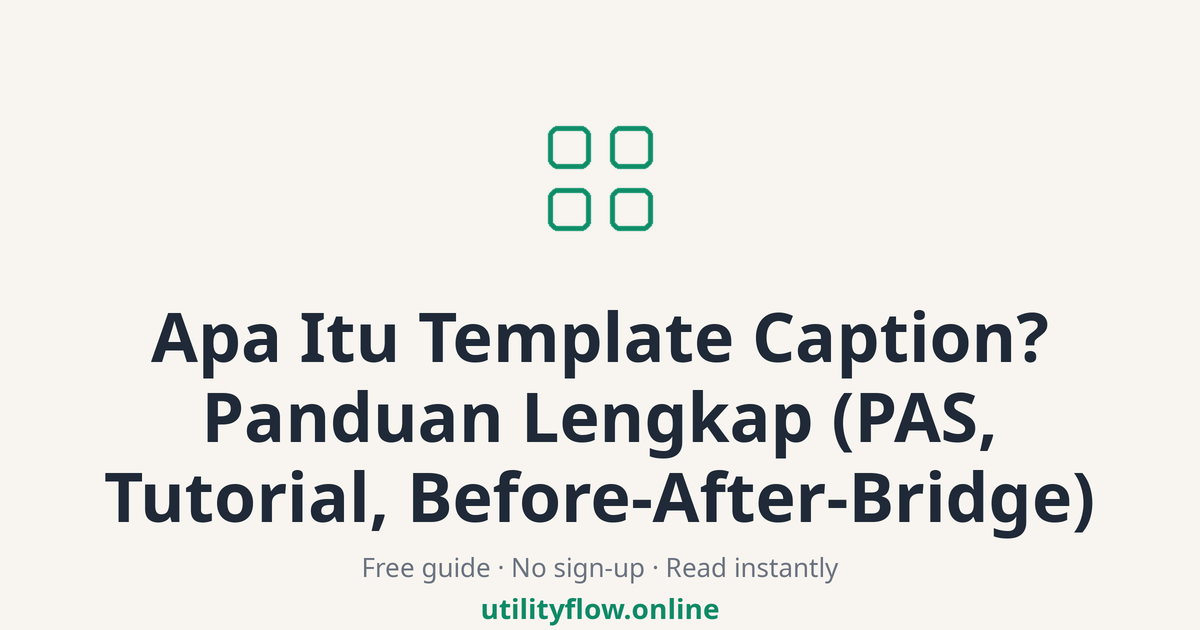 Apa Itu Template Caption?
Panduan Lengkap (PAS,
Tutorial, Before-After-Bridge)
Free guide · No sign-up · Read instantly
utilityflow.online